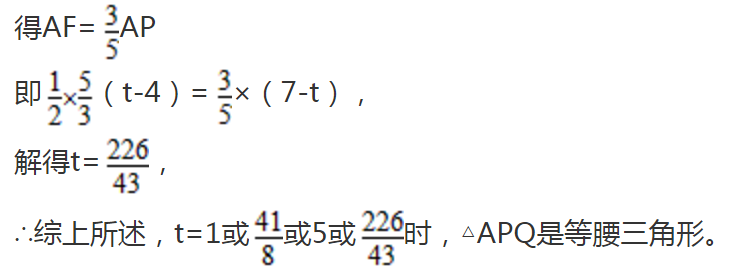 得AF=3/5AP
即1/2×5/3（t-4）=3/5×（7-t），
解得t=226/43，
∴综上所述，t=1或41/8或5或226/43时，△APQ是等腰三角形。